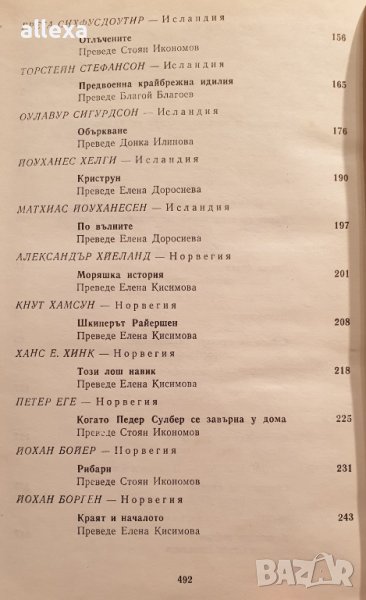 allexa
СИХФУСДОУТИР — Исландия
Отлъчените 156
Преведе Стоян Икономов
ТОРСТЕЙН СТЕФАНСОН — Исландия
Предвоенна крайбрежна идилия 165
Преведе Благой Благоев
ОУЛАВУР СИГУРДСОН — Исландия
Объркване 176
Преведе Донка Илинова
ЙОУХАНЕС ХЕЛГИ — Исландия
Криструн 190
Преведе Елена Дороснева
МАТХИАС ЙОУХАНЕСЕН — Исландия
По вълните 197
Преведе Елена Дороснева
АЛЕКСАНДЪР ХИЕЛАНД — Норвегия
Моряшка история 201
Преведе Елена Кисимова
КНУТ ХАМСУН — Норвегия
Шкиперът Райершен 208
Преведе Елена Кисимова
ХАНС Е. ХИНК — Норвегия
Този лош навик 218
Преведе Елена Кисимова
ПЕТЕР ЕГЕ — Норвегия
Когато Педер Сулбер се завърна у дома 225
Преведе Стоян Икономов
ЙОХАН БОЙЕР — Норвегия
Рибари 231
Преведе Стоян Икономов
ЙОХАН БОРГЕН — Норвегия
Краят и началото 243
Преведе Елена Кисимова
492
BAZAR